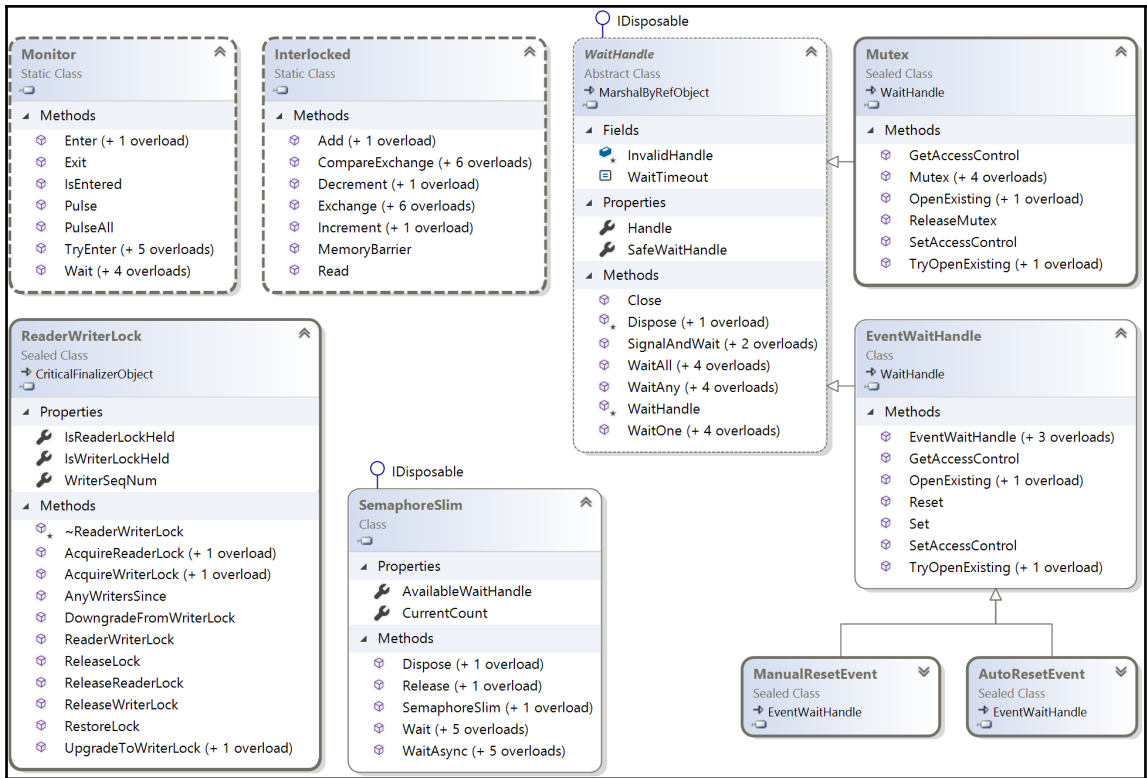 Monitor
Static Class
Methods
Enter (+ 1 overload)
Exit
IsEntered
Pulse
PulseAll
TryEnter (+ 5 overloads)
Wait (+ 4 overloads)
Interlocked
Static Class
Methods
Add (+ 1 overload)
CompareExchange (+ 6 overloads)
Decrement (+ 1 overload)
Exchange (+ 6 overloads)
Increment (+ 1 overload)
MemoryBarrier
Read
IDisposable
WaitHandle
Abstract Class
MarshalByRefObject
Fields
InvalidHandle
WaitTimeout
Properties
Handle
SafeWaitHandle
Methods
Close
Dispose (+ 1 overload)
SignalAndWait (+ 2 overloads)
WaitAll (+ 4 overloads)
WaitAny (+ 4 overloads)
WaitHandle
WaitOne (+ 4 overloads)
Mutex
Sealed Class
WaitHandle
Methods
GetAccessControl
Mutex (+ 4 overloads)
OpenExisting (+ 1 overload)
ReleaseMutex
SetAccessControl
TryOpenExisting (+ 1 overload)
ReaderWriterLock
Sealed Class
CriticalFinalizerObject
Properties
IsReaderLockHeld
IsWriterLockHeld
WriterSeqNum
Methods
~ReaderWriterLock
AcquireReaderLock (+ 1 overload)
AcquireWriterLock (+ 1 overload)
AnyWritersSince
DowngradeFromWriterLock
ReaderWriterLock
ReleaseLock
ReleaseReaderLock
ReleaseWriterLock
RestoreLock
UpgradeToWriterLock (+ 1 overload)
IDisposable
SemaphoreSlim
Class
Properties
AvailableWaitHandle
CurrentCount
Methods
Dispose (+ 1 overload)
Release (+ 1 overload)
SemaphoreSlim (+ 1 overload)
Wait (+ 5 overloads)
WaitAsync (+ 5 overloads)
EventWaitHandle
Class
WaitHandle
Methods
EventWaitHandle (+ 3 overloads)
GetAccessControl
OpenExisting (+ 1 overload)
Reset
Set
SetAccessControl
TryOpenExisting (+ 1 overload)
ManualResetEvent
Sealed Class
EventWaitHandle
AutoResetEvent
Sealed Class
EventWaitHandle